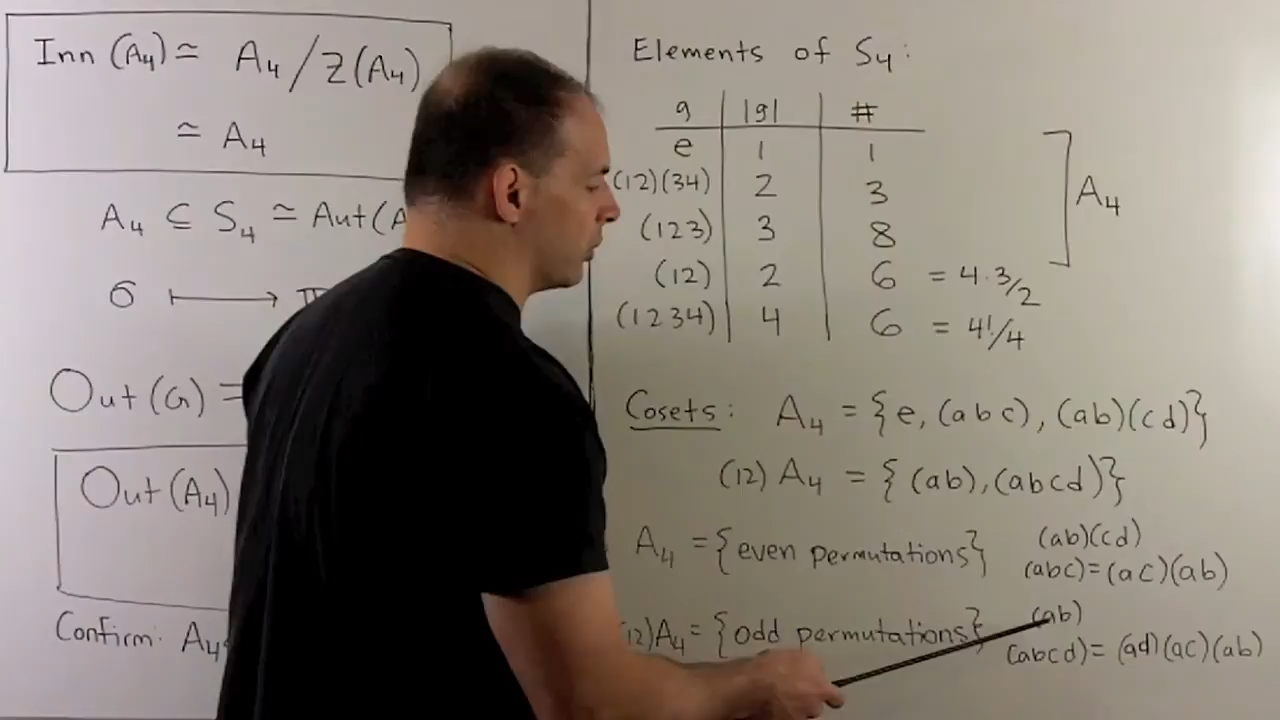 Inn (A₄) ≃ A₄ / Z(A₄)
≃ A₄
A₄ ⊆ S₄ ≃ Aut(A
σ ↦
Out (G) =
Out (A₄)
Confirm: A₄
Elements of S₄:
g |g| #
e 1 1
(12)(34) 2 3
(123) 3 8
(12) 2 6 = 4·3/2
(1234) 4 6 = 4!/4
A₄
Cosets: A₄ = {e, (abc), (ab)(cd)}
(12) A₄ = {(ab), (abcd)}
A₄ = {even permutations} (ab)(cd)
(abc) = (ac)(ab)
12)A₄ = {odd permutations} (ab)
(abcd) = (ad)(ac)(ab)